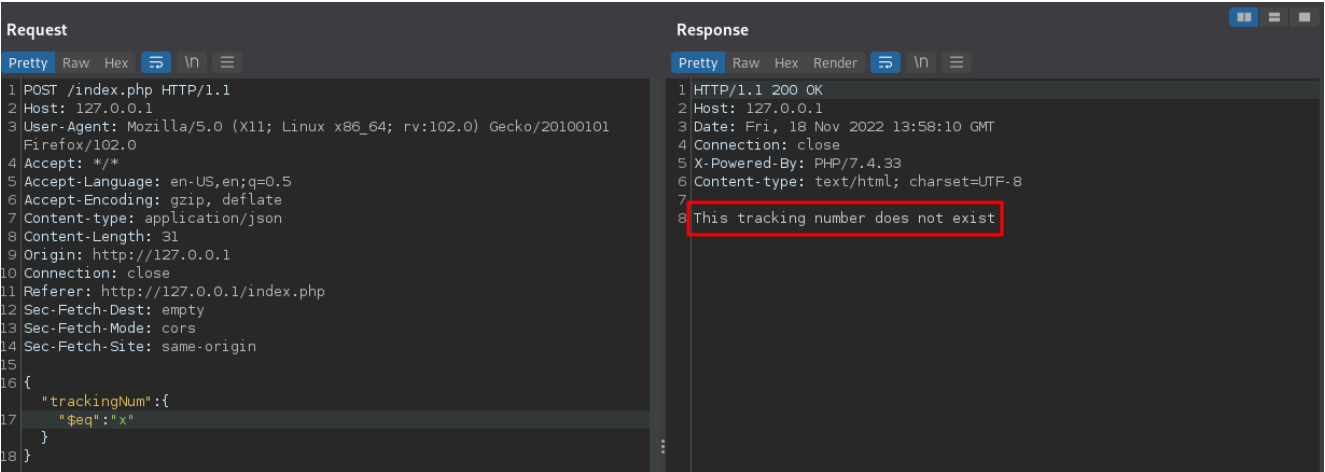 Request
Pretty Raw Hex \n
1 POST /index.php HTTP/1.1
2 Host: 127.0.0.1
3 User-Agent: Mozilla/5.0 (X11; Linux x86_64; rv:102.0) Gecko/20100101
Firefox/102.0
4 Accept: */*
5 Accept-Language: en-US,en;q=0.5
6 Accept-Encoding: gzip, deflate
7 Content-type: application/json
8 Content-Length: 31
9 Origin: http://127.0.0.1
10 Connection: close
11 Referer: http://127.0.0.1/index.php
12 Sec-Fetch-Dest: empty
13 Sec-Fetch-Mode: cors
14 Sec-Fetch-Site: same-origin
15
16 {
"trackingNum":{
17 "$eq":"x"
}
18 }
Response
Pretty Raw Hex Render \n
1 HTTP/1.1 200 OK
2 Host: 127.0.0.1
3 Date: Fri, 18 Nov 2022 13:58:10 GMT
4 Connection: close
5 X-Powered-By: PHP/7.4.33
6 Content-type: text/html; charset=UTF-8
7
8 This tracking number does not exist